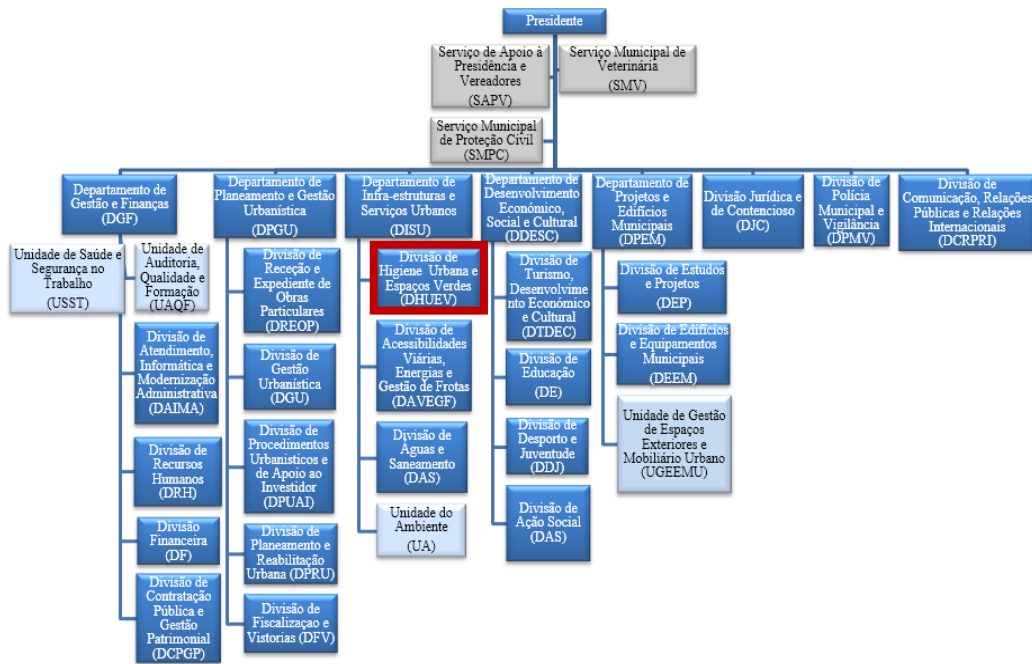 Presidente
Serviço de Apoio à
Presidência e
Vereadores
(SAPV)
Serviço Municipal de
Veterinária
(SMV)
Serviço Municipal
de Proteção Civil
(SMPC)
Departamento de
Gestão e Finanças
(DGF)
Unidade de Saúde e
Segurança no
Trabalho
(USST)
Unidade de
Auditoria,
Qualidade e
Formação
(UAQF)
Divisão de
Atendimento,
Informática e
Modernização
Administrativa
(DAIMA)
Divisão de
Recursos
Humanos
(DRH)
Divisão
Financeira
(DF)
Divisão de
Contratação
Pública e
Gestão
Patrimonial
(DCPGP)
Departamento de
Planeamento e Gestão
Urbanística
(DPGU)
Divisão de
Receção e
Expediente de
Obras
Particulares
(DREOP)
Divisão de
Gestão
Urbanística
(DGU)
Divisão de
Procedimentos
Urbanisticos e
de Apoio ao
Investidor
(DPUAI)
Divisão de
Planeamento e
Reabilitação
Urbana (DPRU)
Divisão de
Fiscalizaçao e
Vistorias (DFV)
Departamento de
Infra-estruturas e
Serviços Urbanos
(DISU)
Divisão de
Higiene Urbana e
Espaços Verdes
(DHUEV)
Divisão de
Acessibilidades
Viárias,
Energias e
Gestão de Frotas
(DAVEGF)
Divisão de
Águas e
Saneamento
(DAS)
Unidade do
Ambiente
(UA)
Departamento de
Desenvolvimento
Económico,
Social e Cultural
(DDESC)
Divisão de
Turismo,
Desenvolvime
nto Económico
e Cultural
(DTDEC)
Divisão de
Educação
(DE)
Divisão de
Desporto e
Juventude
(DDJ)
Divisão de
Ação Social
(DAS)
Departamento de
Projetos e
Edifícios
Municipais
(DPEM)
Divisão de Estudos
e Projetos
(DEP)
Divisão de Edifícios
e Equipamentos
Municipais
(DEEM)
Unidade de Gestão
de Espaços
Exteriores e
Mobiliário Urbano
(UGEEMU)
Divisão Jurídica e
de Contencioso
(DJC)
Divisão de
Polícia
Municipal e
Vigilância
(DPMV)
Divisão de
Comunicação, Relações
Públicas e Relações
Internacionais
(DCRPRI)